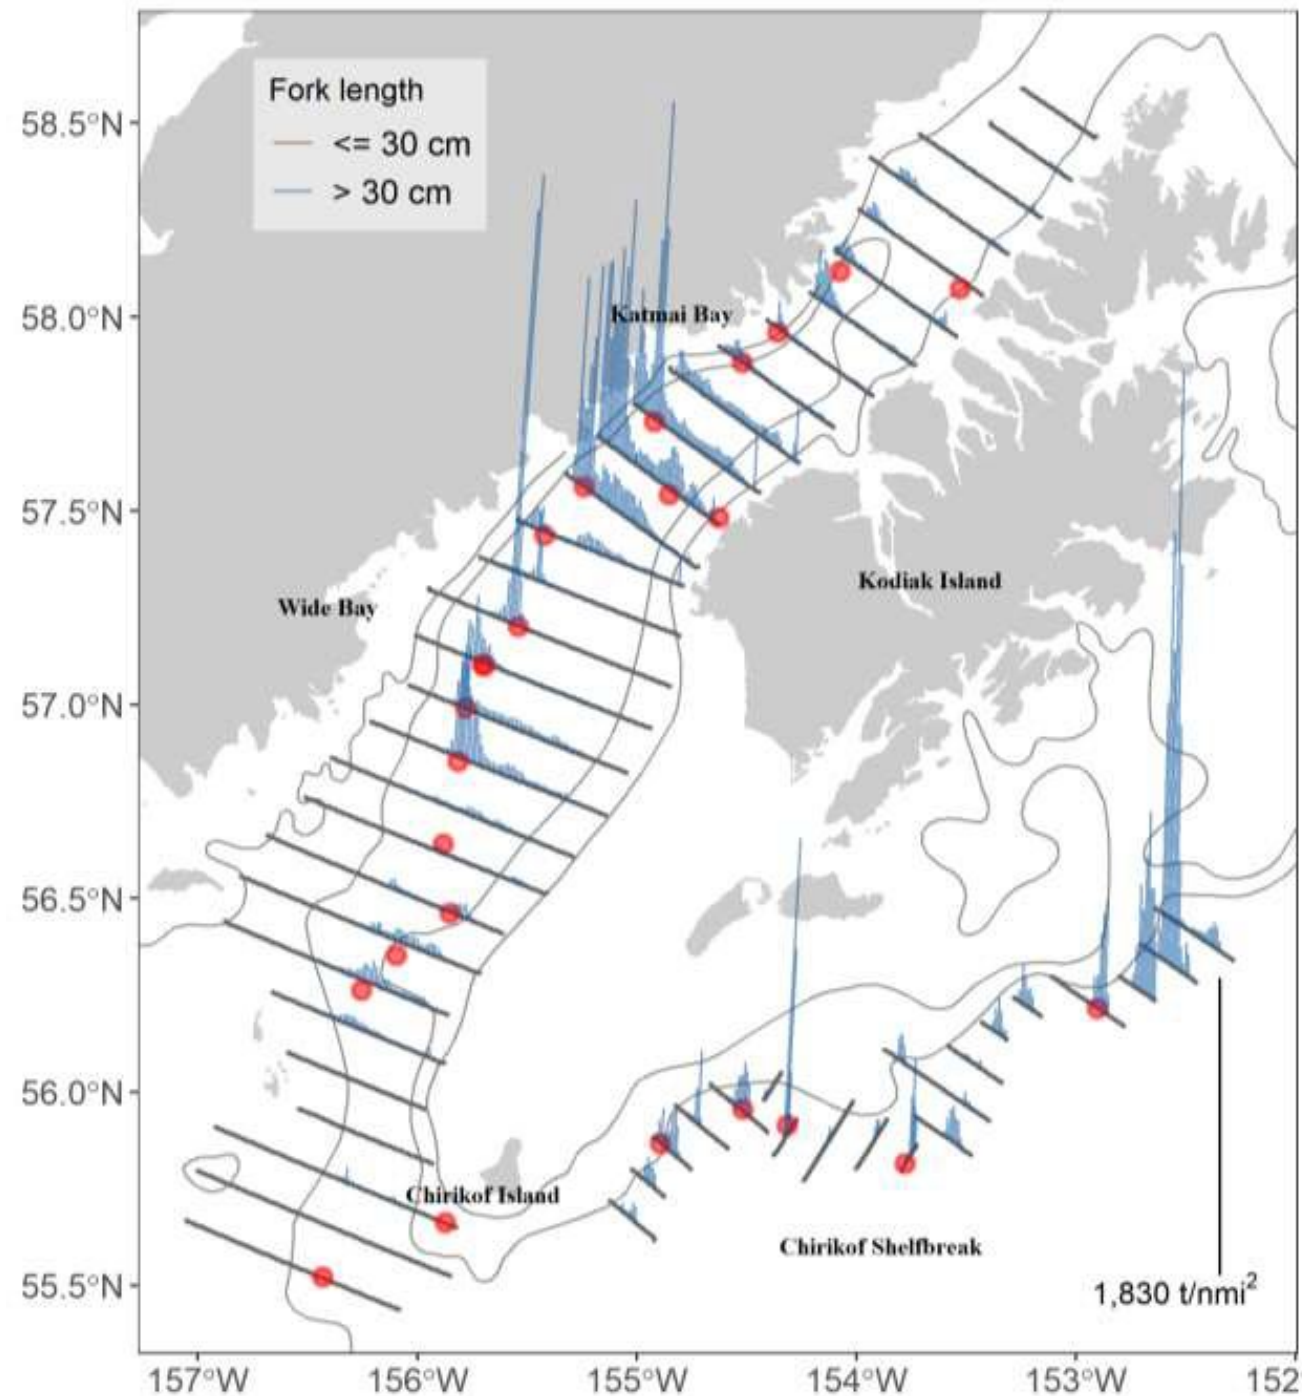 Fork length
<= 30 cm
> 30 cm
58.5°N
58.0°N
57.5°N
57.0°N
56.5°N
56.0°N
55.5°N
Katmai Bay
Kodiak Island
Wide Bay
Chirikof Island
Chirikof Shelfbreak
1,830 t/nmi²
157°W
156°W
155°W
154°W
153°W
152